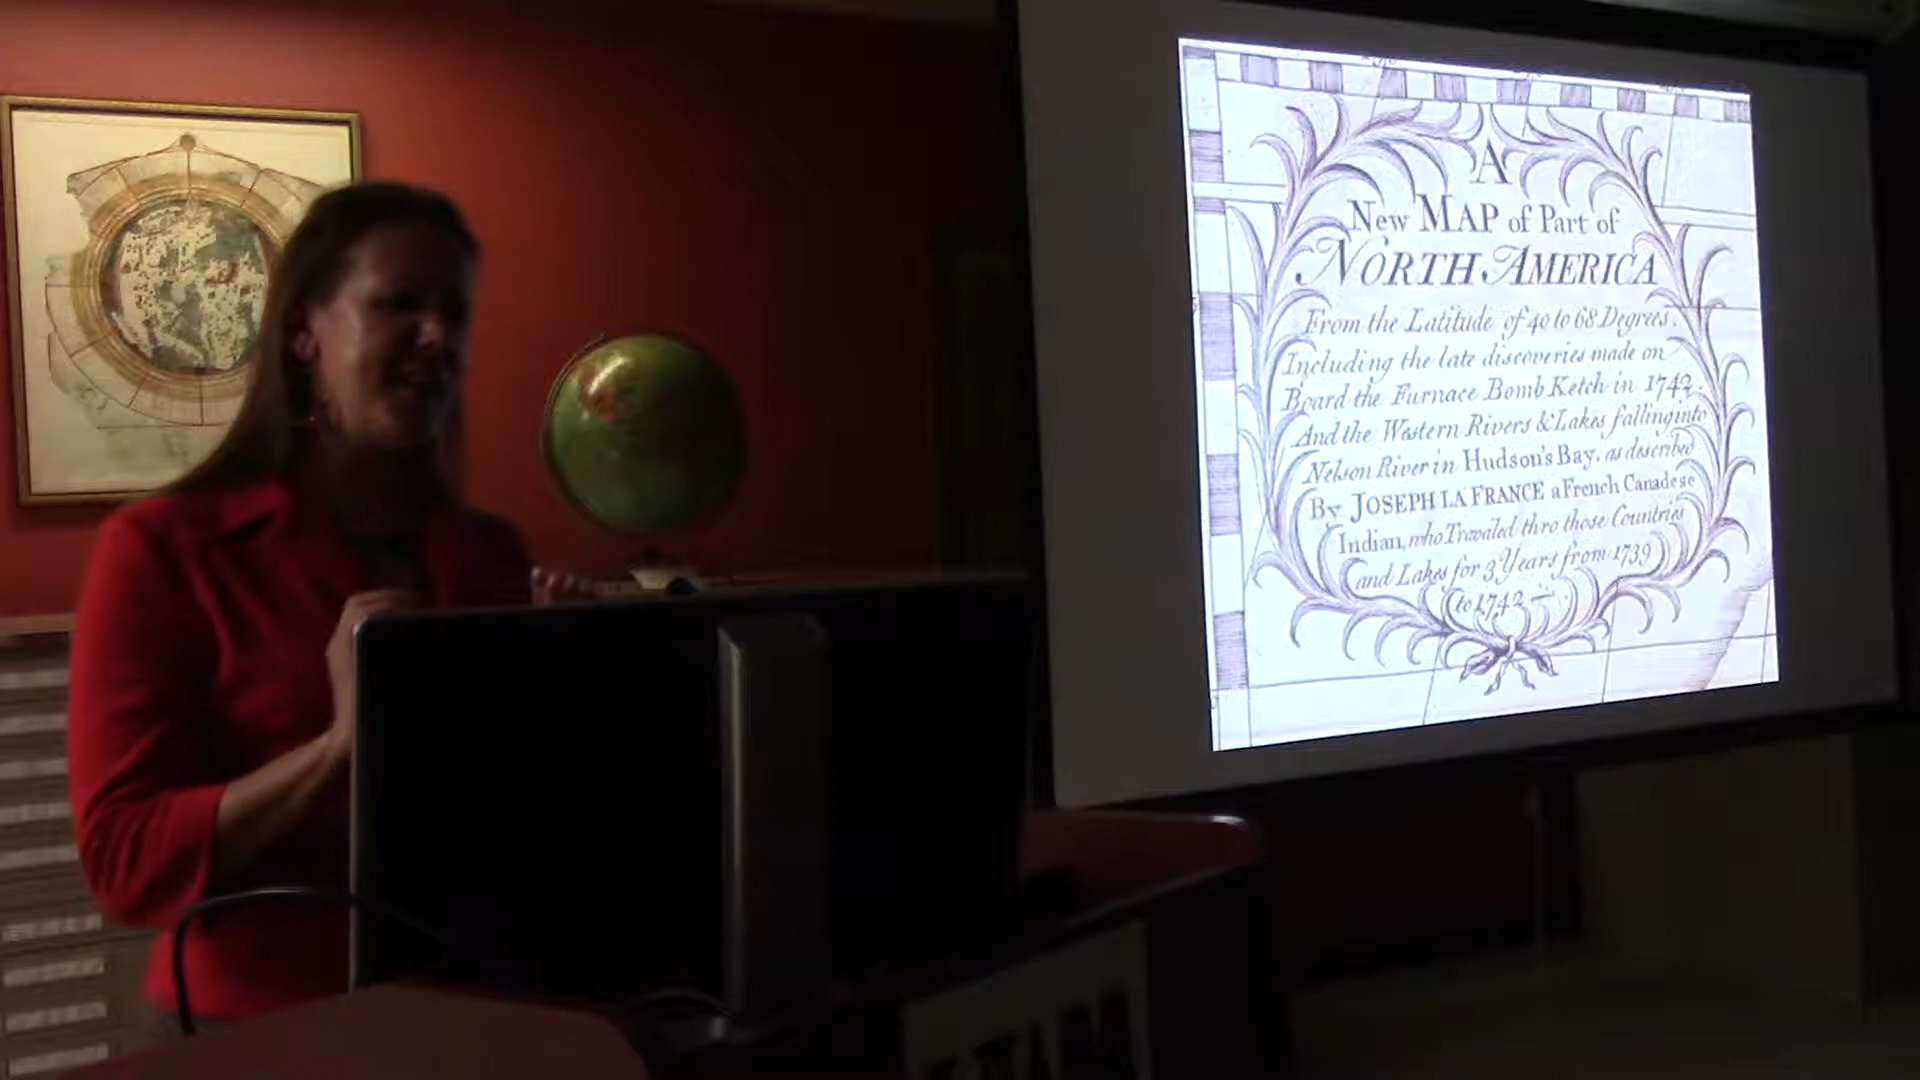 A
New MAP of Part of
NORTH AMERICA
From the Latitude of 40 to 68 Degrees.
Including the late discoveries made on
Board the Furnace Bomb Ketch in 1742.
And the Western Rivers & Lakes falling into
Nelson River in Hudson's Bay, as described
By JOSEPH LA FRANCE a French Canadese
Indian, who Travaled thro those Countries
and Lakes for 3 Years from 1739
to 1742